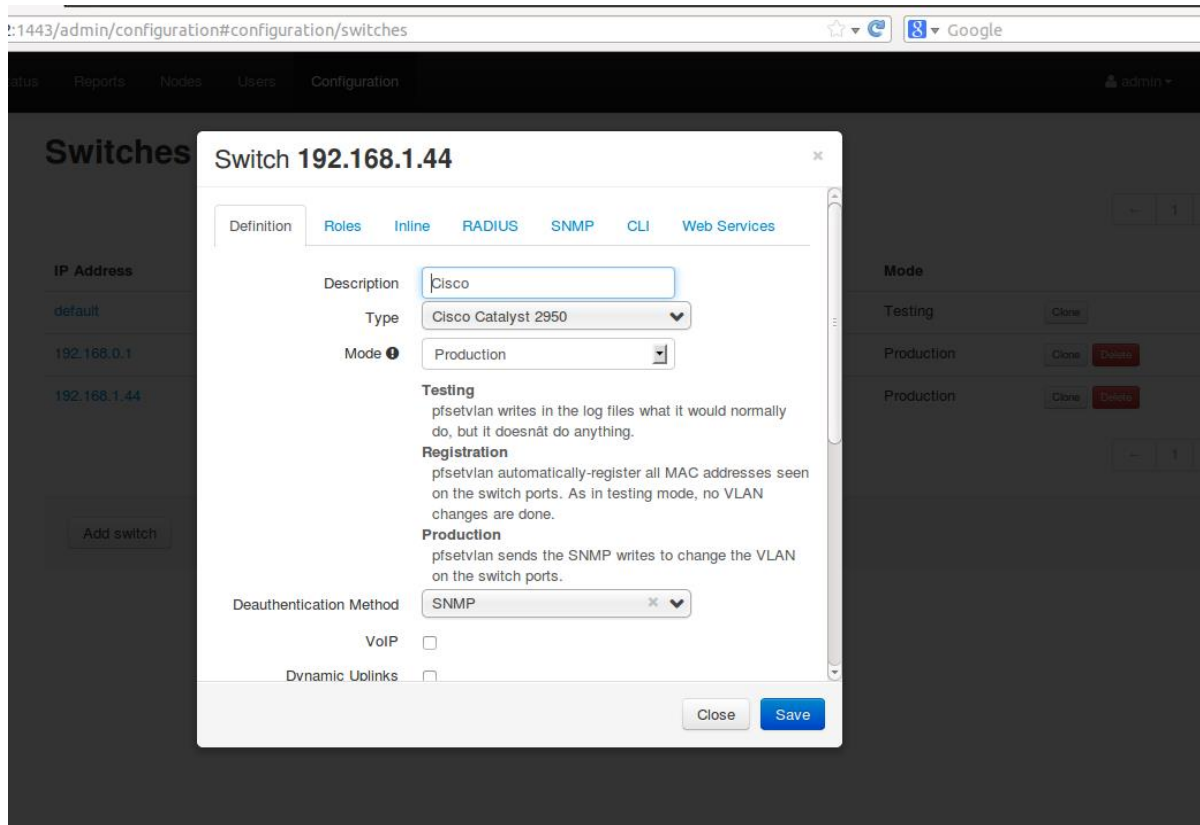 2:1443/admin/configuration#configuration/switches
Google
atus Reports Nodes Users Configuration admin
Switches
Switch 192.168.1.44
Definition Roles Inline RADIUS SNMP CLI Web Services
← 1
IP Address
Mode
Description Cisco
default
Testing Clone
Type Cisco Catalyst 2950
192.168.0.1
Production Clone Delete
Mode Production
192.168.1.44
Production Clone Delete
Testing
pfsetvlan writes in the log files what it would normally
do, but it doesnât do anything.
Registration
pfsetvlan automatically-register all MAC addresses seen
on the switch ports. As in testing mode, no VLAN
changes are done.
← 1
Production
pfsetvlan sends the SNMP writes to change the VLAN
on the switch ports.
Add switch
Deauthentication Method SNMP
VoIP
Dynamic Uplinks
Close Save